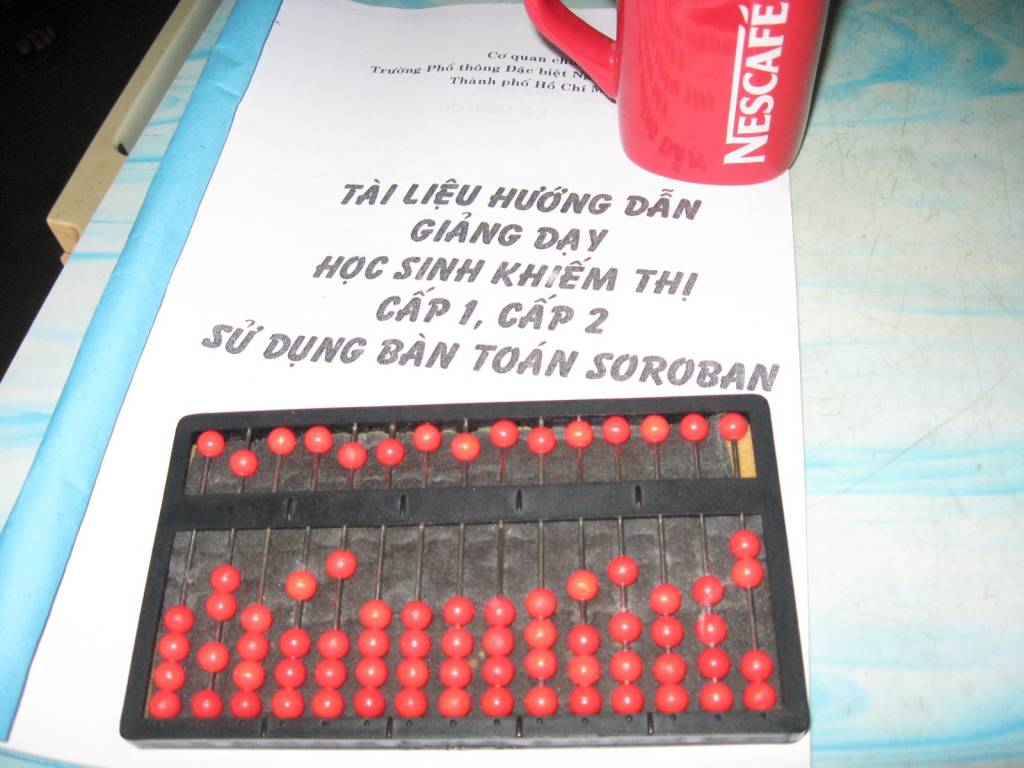 Cơ quan ch
Trường Phổ thông Đặc biệt
Thành phố Hồ Chí
NESCAFÉ
TÀI LIỆU HƯỚNG DẪN
GIẢNG DẠY
HỌC SINH KHIẾM THỊ
CẤP 1, CẤP 2
SỬ DỤNG BÀN TOÁN SOROBAN